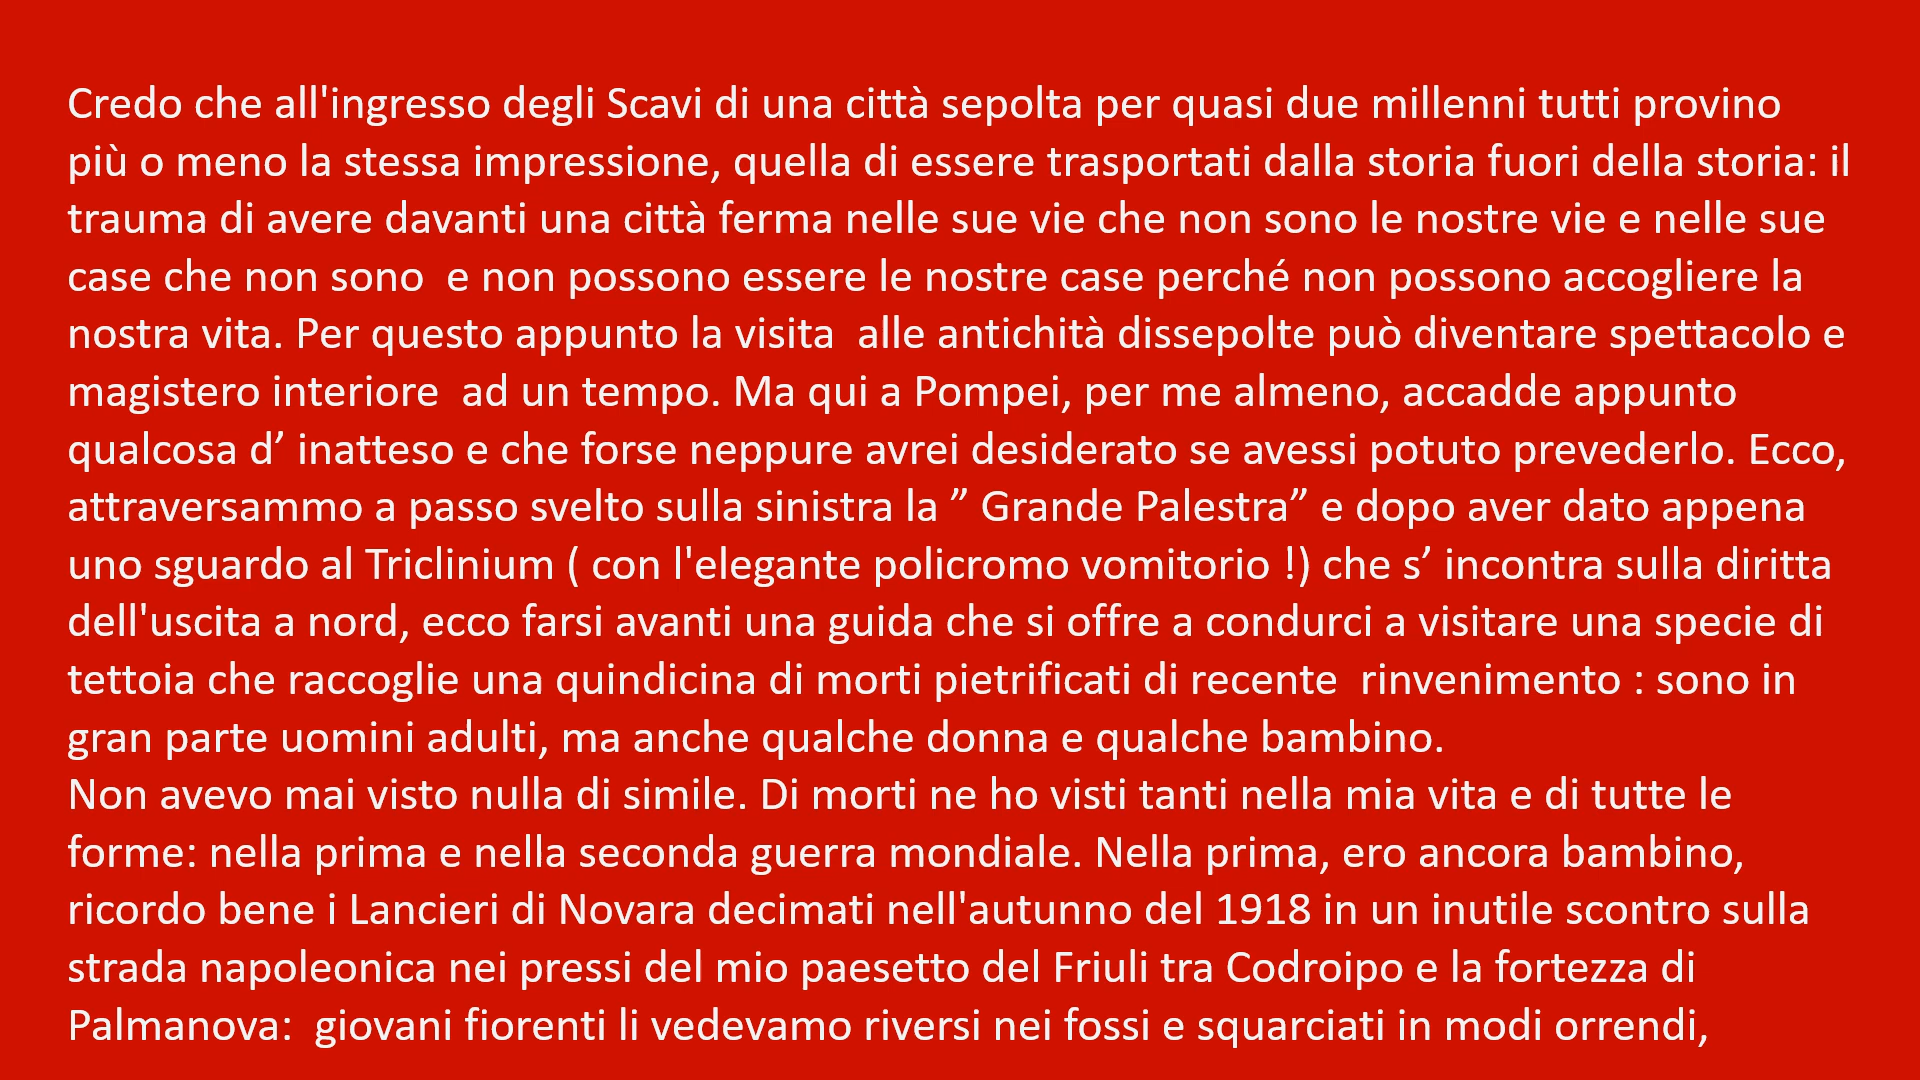 Credo che all'ingresso degli Scavi di una città sepolta per quasi due millenni tutti provino
più o meno la stessa impressione, quella di essere trasportati dalla storia fuori della storia: il
trauma di avere davanti una città ferma nelle sue vie che non sono le nostre vie e nelle sue
case che non sono  e non possono essere le nostre case perché non possono accogliere la
nostra vita. Per questo appunto la visita  alle antichità dissepolte può diventare spettacolo e
magistero interiore  ad un tempo. Ma qui a Pompei, per me almeno, accadde appunto
qualcosa d’ inatteso e che forse neppure avrei desiderato se avessi potuto prevederlo. Ecco,
attraversammo a passo svelto sulla sinistra la ” Grande Palestra” e dopo aver dato appena
uno sguardo al Triclinium ( con l'elegante policromo vomitorio !) che s’ incontra sulla diritta
dell'uscita a nord, ecco farsi avanti una guida che si offre a condurci a visitare una specie di
tettoia che raccoglie una quindicina di morti pietrificati di recente  rinvenimento : sono in
gran parte uomini adulti, ma anche qualche donna e qualche bambino.
Non avevo mai visto nulla di simile. Di morti ne ho visti tanti nella mia vita e di tutte le
forme: nella prima e nella seconda guerra mondiale. Nella prima, ero ancora bambino,
ricordo bene i Lancieri di Novara decimati nell'autunno del 1918 in un inutile scontro sulla
strada napoleonica nei pressi del mio paesetto del Friuli tra Codroipo e la fortezza di
Palmanova:  giovani fiorenti li vedevamo riversi nei fossi e squarciati in modi orrendi,